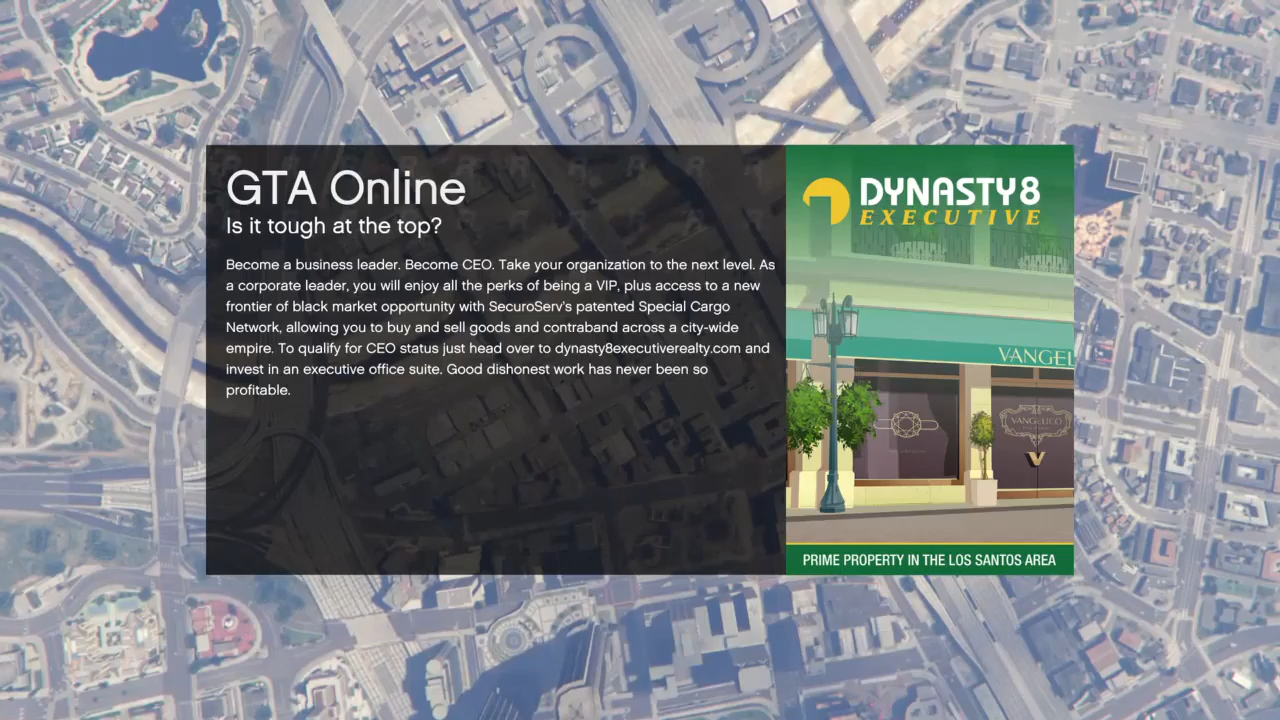 GTA Online
Is it tough at the top?
Become a business leader. Become CEO. Take your organization to the next level. As
a corporate leader, you will enjoy all the perks of being a VIP, plus access to a new
frontier of black market opportunity with SecuroServ's patented Special Cargo
Network, allowing you to buy and sell goods and contraband across a city-wide
empire. To qualify for CEO status just head over to dynasty8executiverealty.com and
invest in an executive office suite. Good dishonest work has never been so
profitable.
DYNASTY8
EXECUTIVE
VANGEL
VANGELICO
V
PRIME PROPERTY IN THE LOS SANTOS AREA